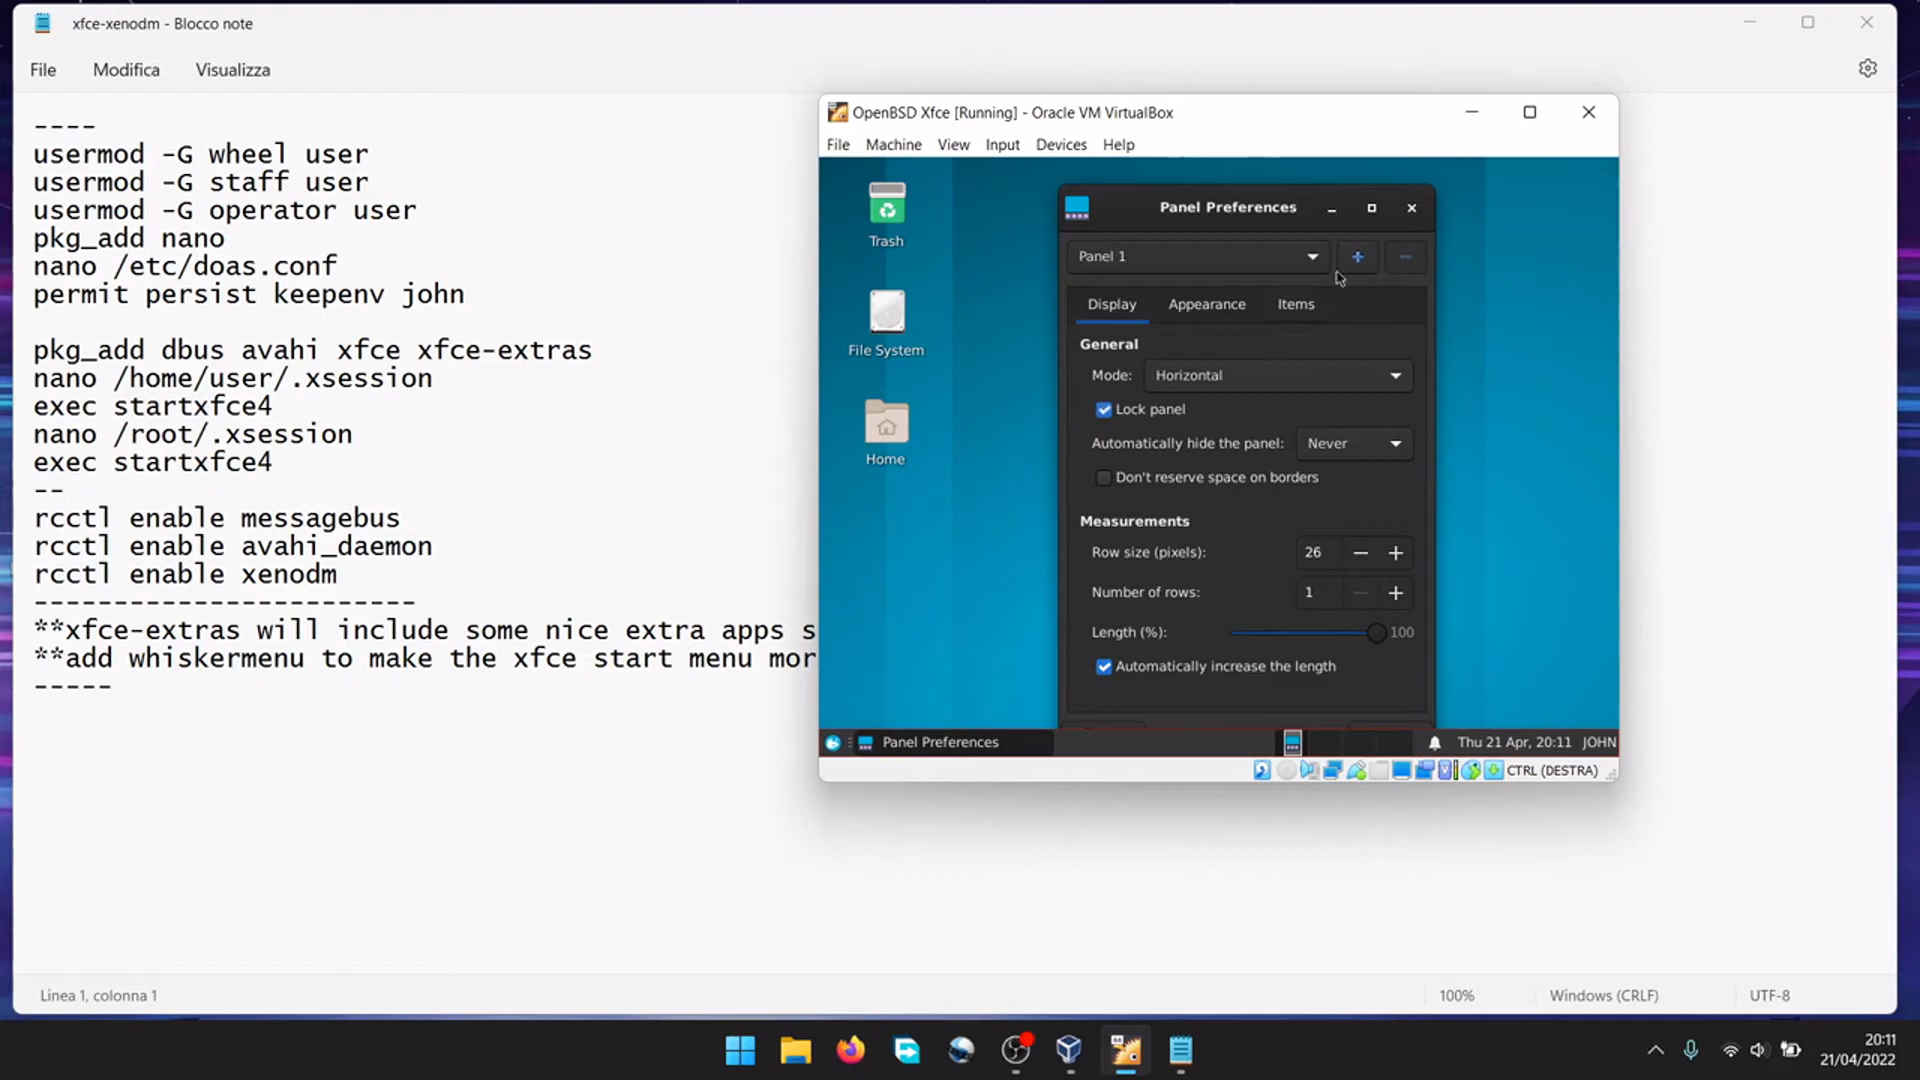 xfce-xenodm - Blocco note
File Modifica Visualizza
----
usermod -G wheel user
usermod -G staff user
usermod -G operator user
pkg_add nano
nano /etc/doas.conf
permit persist keepenv john
pkg_add dbus avahi xfce xfce-extras
nano /home/user/.xsession
exec startxfce4
nano /root/.xsession
exec startxfce4
--
rcctl enable messagebus
rcctl enable avahi_daemon
rcctl enable xenodm
------------------------
**xfce-extras will include some nice extra apps s
**add whiskermenu to make the xfce start menu mor
-----
OpenBSD Xfce [Running] - Oracle VM VirtualBox
File Machine View Input Devices Help
Trash
File System
Home
Panel Preferences
Panel 1
Display Appearance Items
General
Mode: Horizontal
Lock panel
Automatically hide the panel: Never
Don't reserve space on borders
Measurements
Row size (pixels): 26
Number of rows: 1
Length (%): 100
Automatically increase the length
Panel Preferences
Thu 21 Apr, 20:11 JOHN
CTRL (DESTRA)
Linea 1, colonna 1
100%
Windows (CRLF)
UTF-8
20:11
21/04/2022